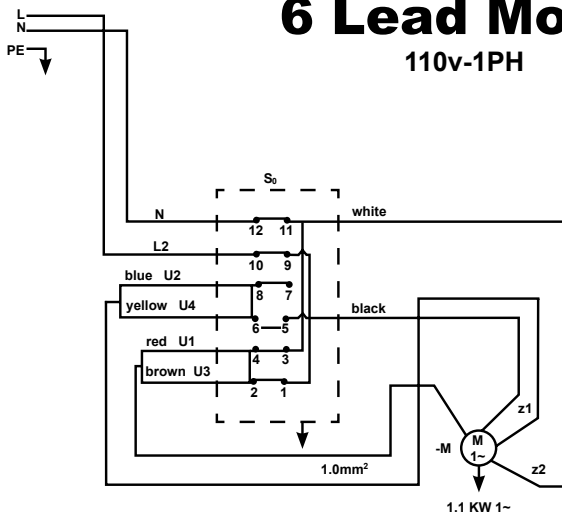 6 Lead Mo
110v-1PH
L
N
PE
S₀
N
white
12 11
L2
10 9
blue U2
8 7
yellow U4
black
6 5
red U1
4 3
brown U3
2 1
z1
-M
M
1~
z2
1.0mm²
1.1 KW 1~